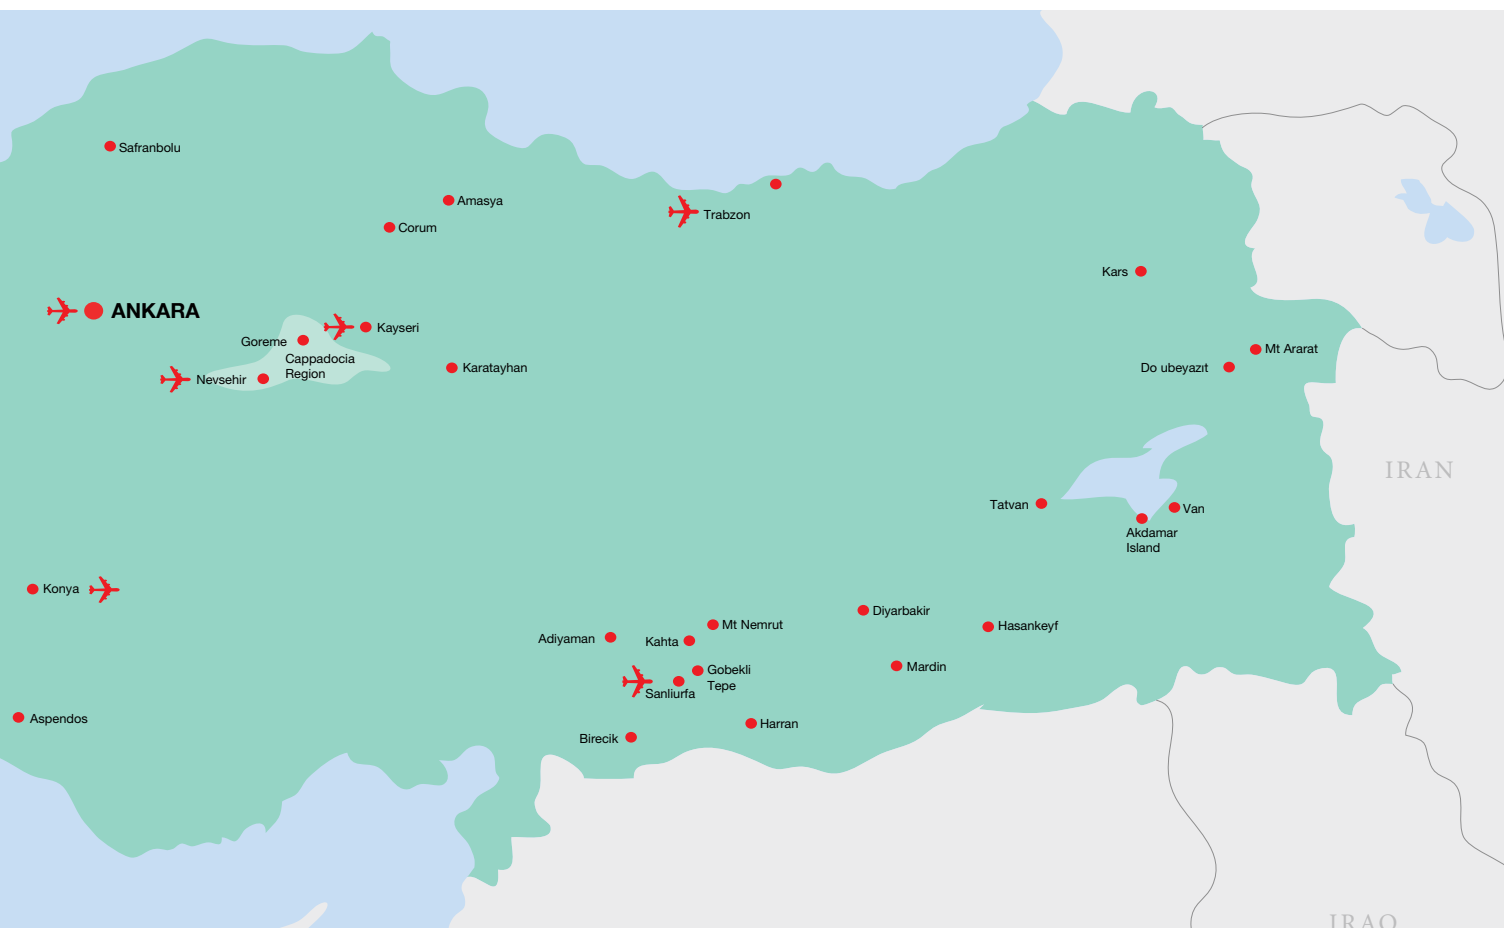 Safranbolu
Amasya
Corum
Trabzon
Kars
ANKARA
Kayseri
Goreme
Cappadocia
Region
Nevsehir
Karatayhan
Mt Ararat
Do ubeyazıt
IRAN
Tatvan
Van
Akdamar
Island
Konya
Diyarbakir
Mt Nemrut
Hasankeyf
Adiyaman
Kahta
Mardin
Gobekli
Tepe
Sanliurfa
Aspendos
Harran
Birecik
IRAQ